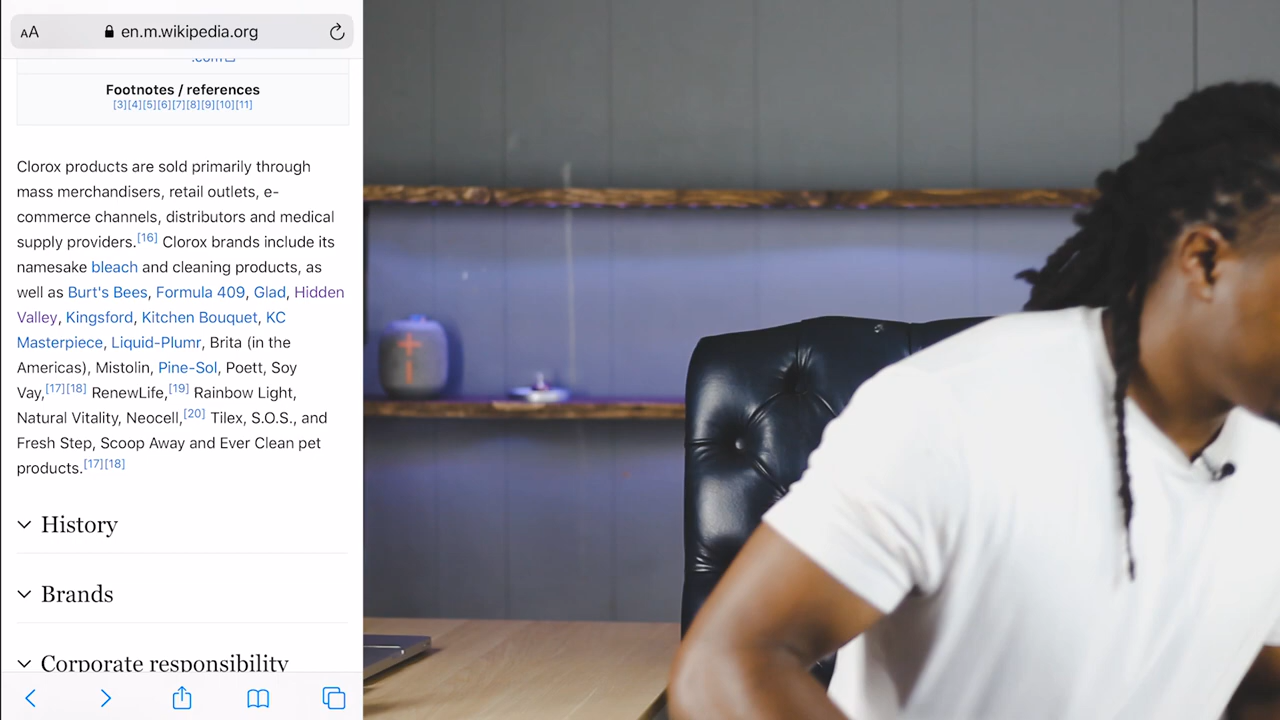 AA en.m.wikipedia.org
.com
Footnotes / references
[3][4][5][6][7][8][9][10][11]
Clorox products are sold primarily through
mass merchandisers, retail outlets, e-
commerce channels, distributors and medical
supply providers.[16] Clorox brands include its
namesake bleach and cleaning products, as
well as Burt's Bees, Formula 409, Glad, Hidden
Valley, Kingsford, Kitchen Bouquet, KC
Masterpiece, Liquid-Plumr, Brita (in the
Americas), Mistolin, Pine-Sol, Poett, Soy
Vay,[17][18] RenewLife,[19] Rainbow Light,
Natural Vitality, Neocell,[20] Tilex, S.O.S., and
Fresh Step, Scoop Away and Ever Clean pet
products.[17][18]
History
Brands
Corporate responsibility